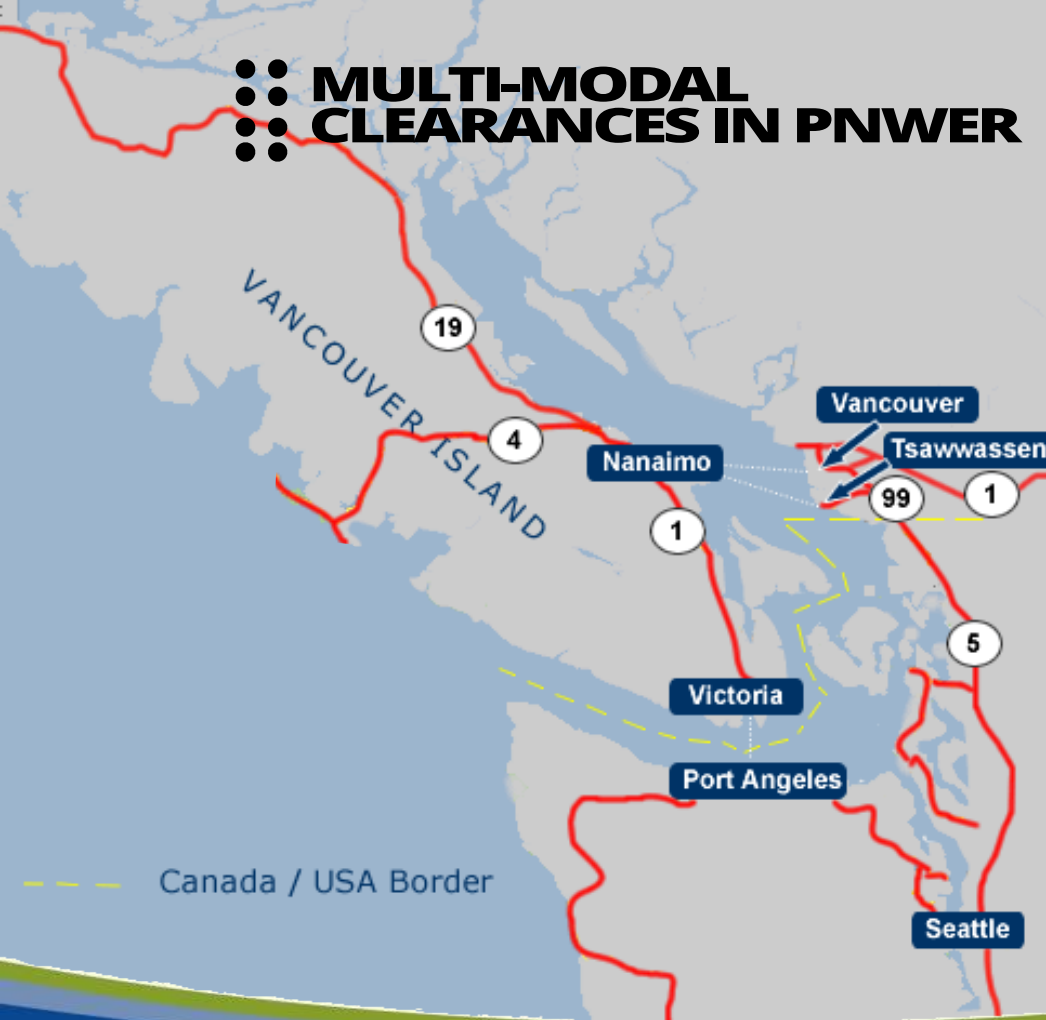 MULTI-MODAL
CLEARANCES IN PNWER
19
VANCOUVER ISLAND
Vancouver
4
Tsawwassen
Nanaimo
99
1
1
5
Victoria
Port Angeles
Canada / USA Border
Seattle